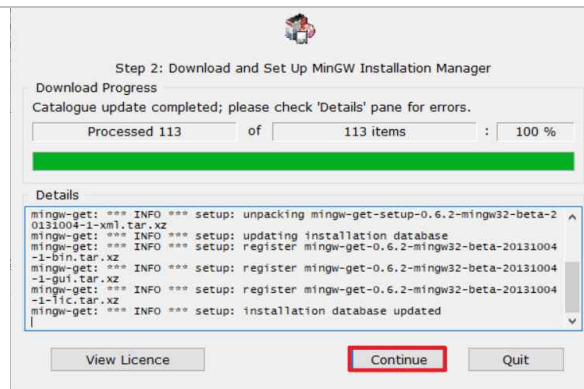 Step 2: Download and Set Up MinGW Installation Manager
Download Progress
Catalogue update completed; please check 'Details' pane for errors.
Processed 113 of 113 items : 100 %
Details
mingw-get: *** INFO *** setup: unpacking mingw-get-setup-0.6.2-mingw32-beta-2
0131004-1-xml.tar.xz
mingw-get: *** INFO *** setup: updating installation database
mingw-get: *** INFO *** setup: register mingw-get-0.6.2-mingw32-beta-20131004
-1-bin.tar.xz
mingw-get: *** INFO *** setup: register mingw-get-0.6.2-mingw32-beta-20131004
-1-gui.tar.xz
mingw-get: *** INFO *** setup: register mingw-get-0.6.2-mingw32-beta-20131004
-1-lic.tar.xz
mingw-get: *** INFO *** setup: installation database updated
View Licence Continue Quit